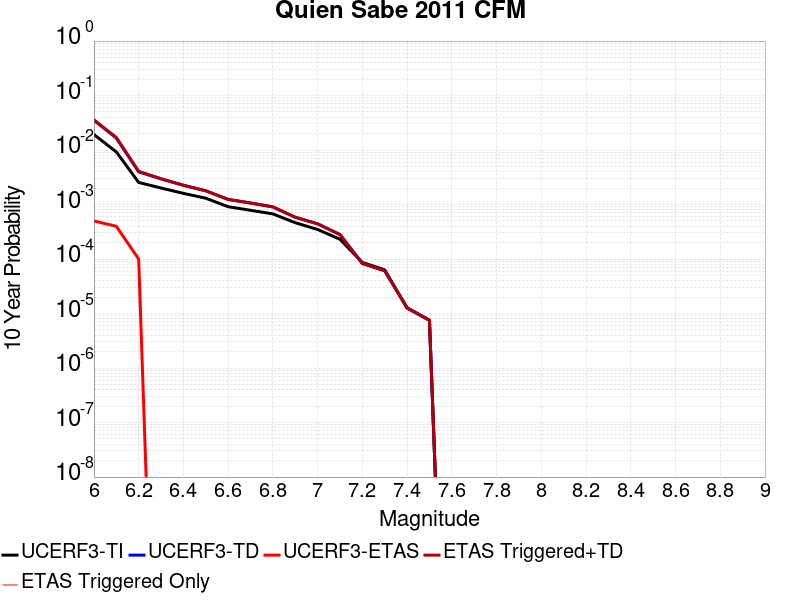 Quien Sabe 2011 CFM
10^0
10^-1
10^-2
10^-3
10^-4
10^-5
10^-6
10^-7
10^-8
10 Year Probability
6 6.2 6.4 6.6 6.8 7 7.2 7.4 7.6 7.8 8 8.2 8.4 8.6 8.8 9
Magnitude
UCERF3-TI UCERF3-TD UCERF3-ETAS ETAS Triggered+TD
ETAS Triggered Only